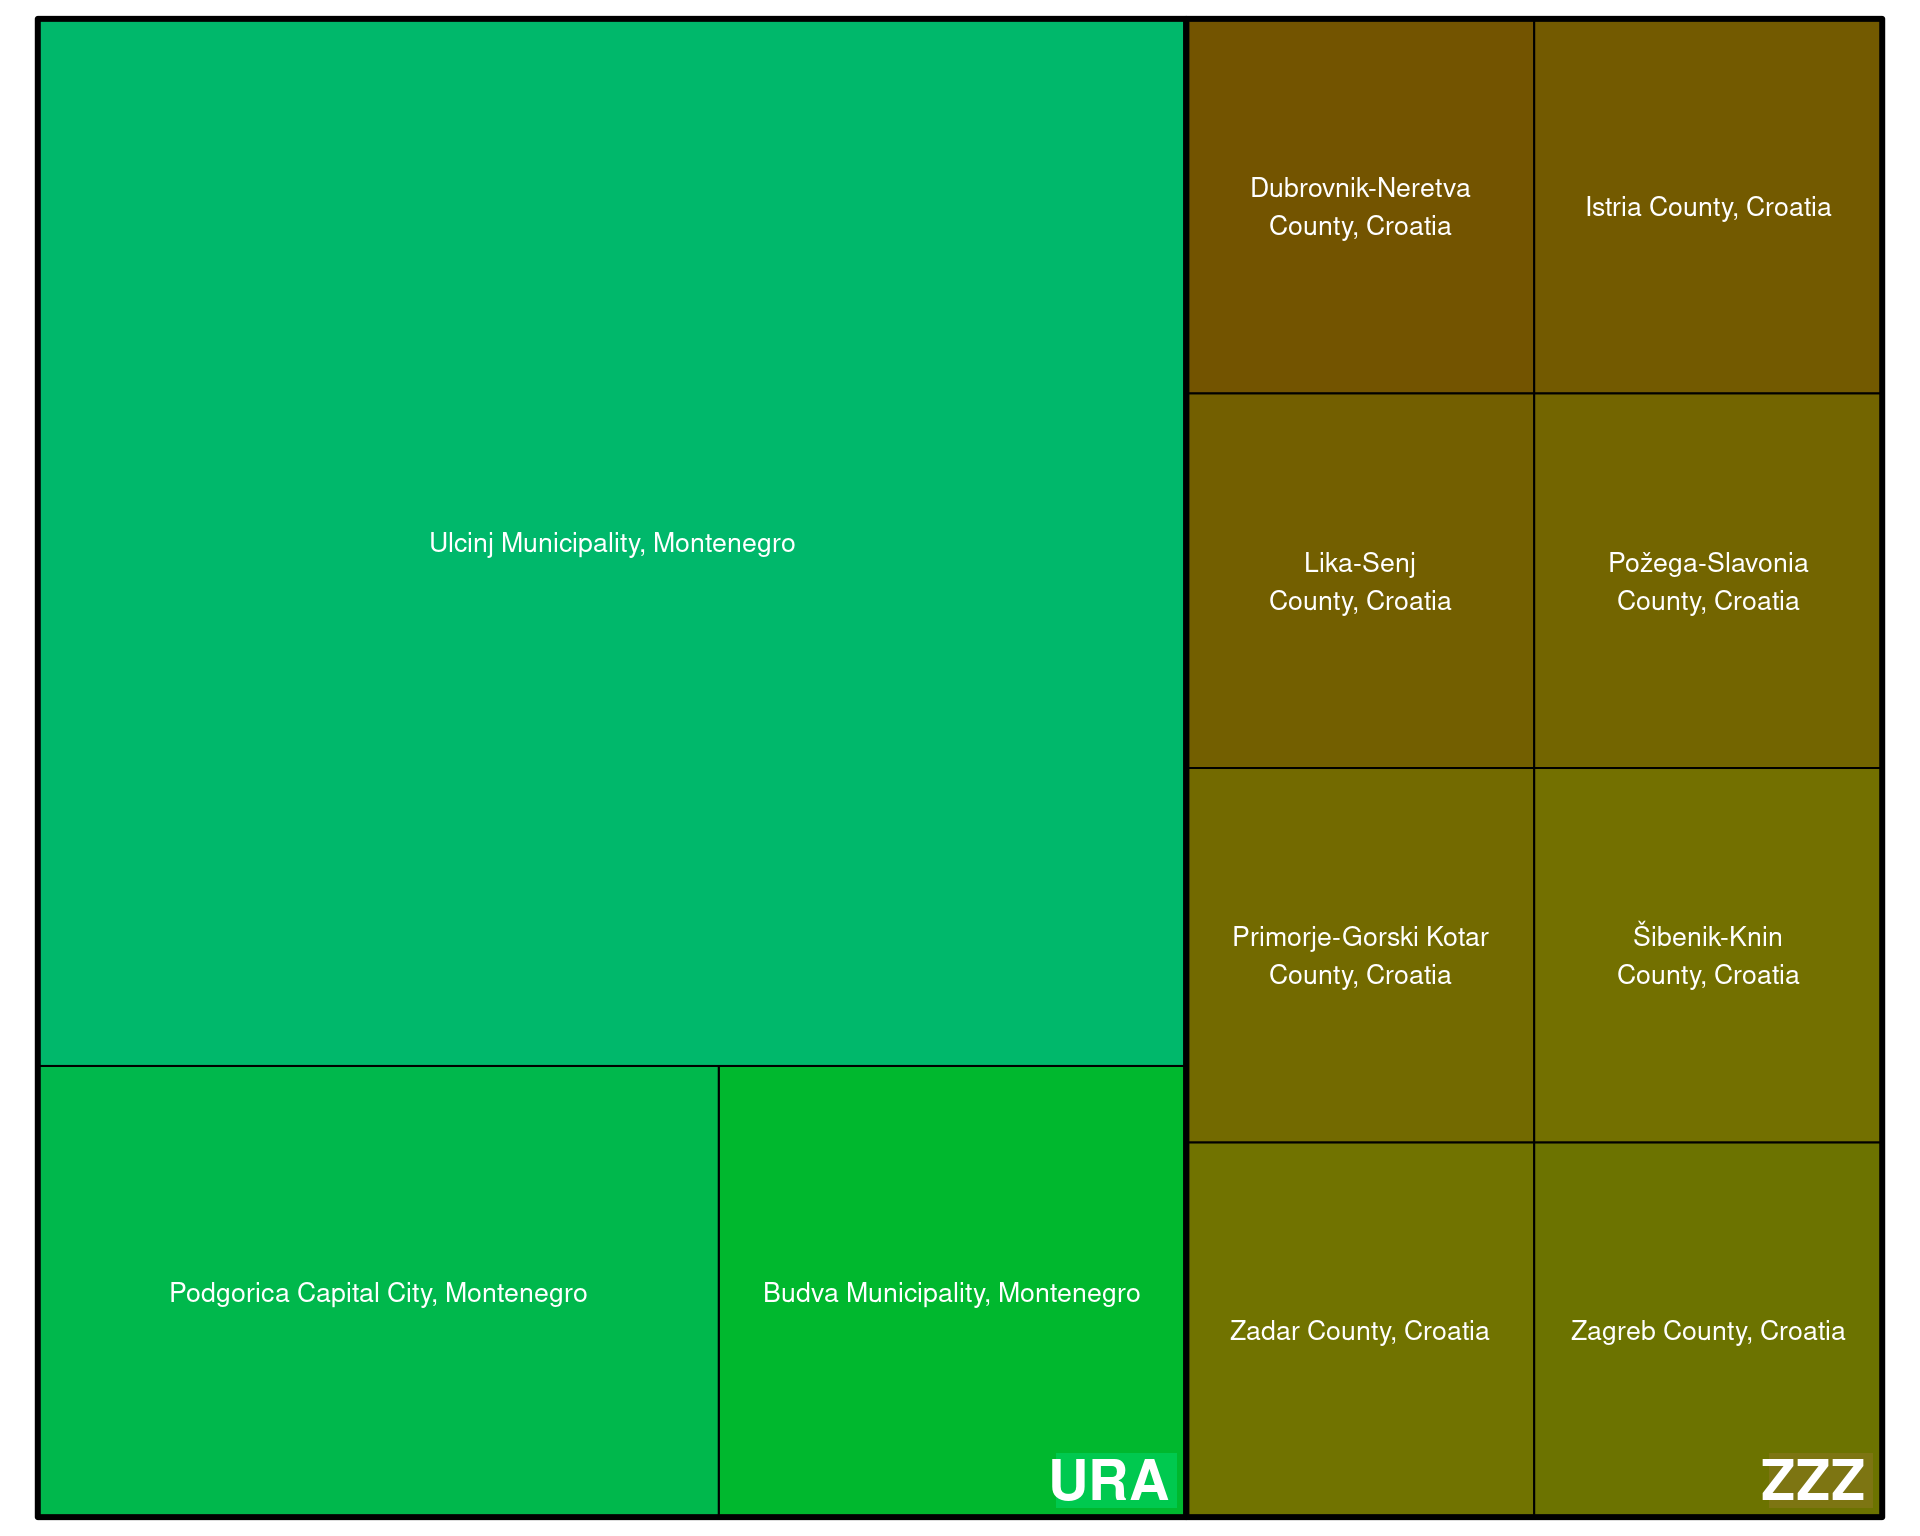 Ulcinj Municipality, Montenegro
Podgorica Capital City, Montenegro
Budva Municipality, Montenegro
URA
Dubrovnik-Neretva
County, Croatia
Istria County, Croatia
Lika-Senj
County, Croatia
Požega-Slavonia
County, Croatia
Primorje-Gorski Kotar
County, Croatia
Šibenik-Knin
County, Croatia
Zadar County, Croatia
Zagreb County, Croatia
ZZZ